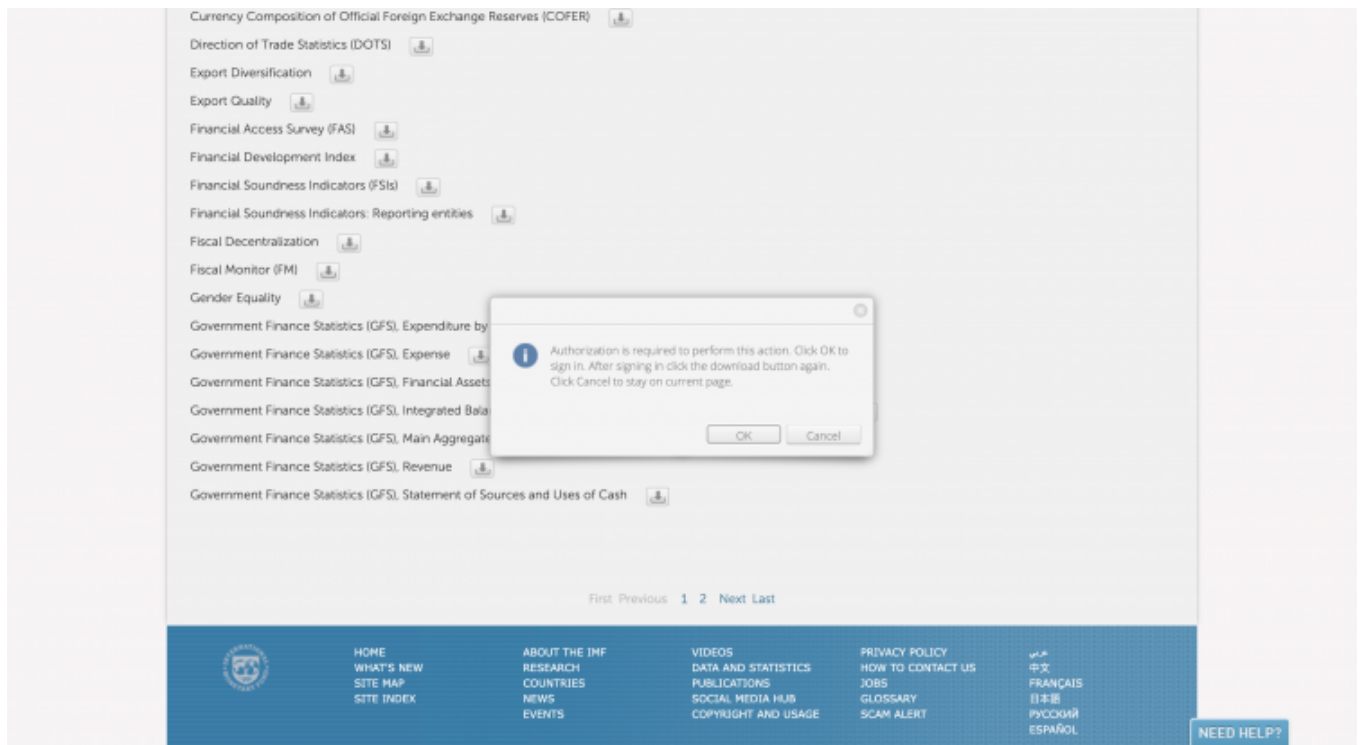 Currency Composition of Official Foreign Exchange Reserves (COFER)
Direction of Trade Statistics (DOTS)
Export Diversification
Export Quality
Financial Access Survey (FAS)
Financial Development Index
Financial Soundness Indicators (FSIs)
Financial Soundness Indicators: Reporting entities
Fiscal Decentralization
Fiscal Monitor (FM)
Gender Equality
Government Finance Statistics (GFS), Expenditure by
Government Finance Statistics (GFS), Expense
Government Finance Statistics (GFS), Financial Assets
Government Finance Statistics (GFS), Integrated Bala
Government Finance Statistics (GFS), Main Aggregate
Government Finance Statistics (GFS), Revenue
Government Finance Statistics (GFS), Statement of Sources and Uses of Cash
Authorization is required to perform this action. Click OK to
sign in. After signing in click the download button again.
Click Cancel to stay on current page.
OK Cancel
First Previous 1 2 Next Last
HOME
WHAT'S NEW
SITE MAP
SITE INDEX
ABOUT THE IMF
RESEARCH
COUNTRIES
NEWS
EVENTS
VIDEOS
DATA AND STATISTICS
PUBLICATIONS
SOCIAL MEDIA HUB
COPYRIGHT AND USAGE
PRIVACY POLICY
HOW TO CONTACT US
JOBS
GLOSSARY
SCAM ALERT
عربي
中文
FRANÇAIS
日本語
РУССКИЙ
ESPAÑOL
NEED HELP?